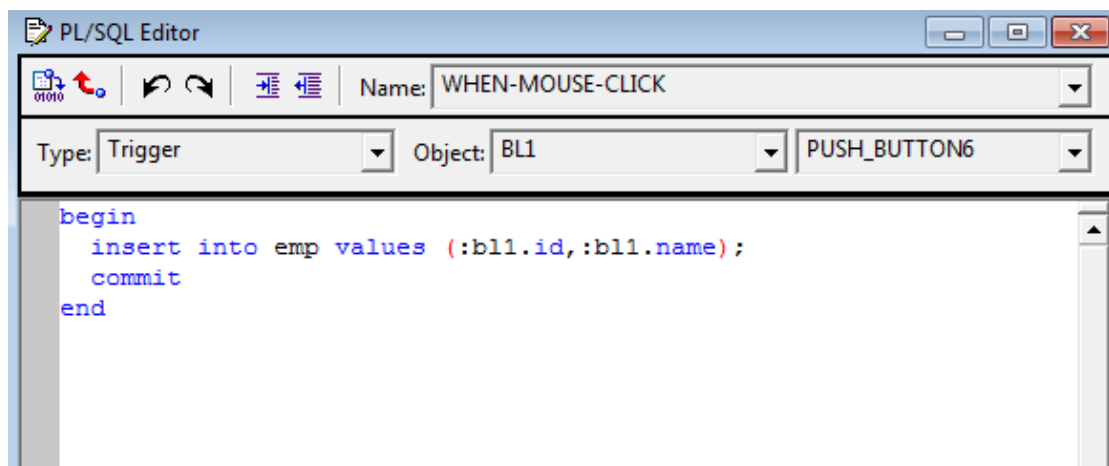 PL/SQL Editor
01010 Name: WHEN-MOUSE-CLICK
Type: Trigger Object: BL1 PUSH_BUTTON6
begin
insert into emp values (:bl1.id,:bl1.name);
commit
end